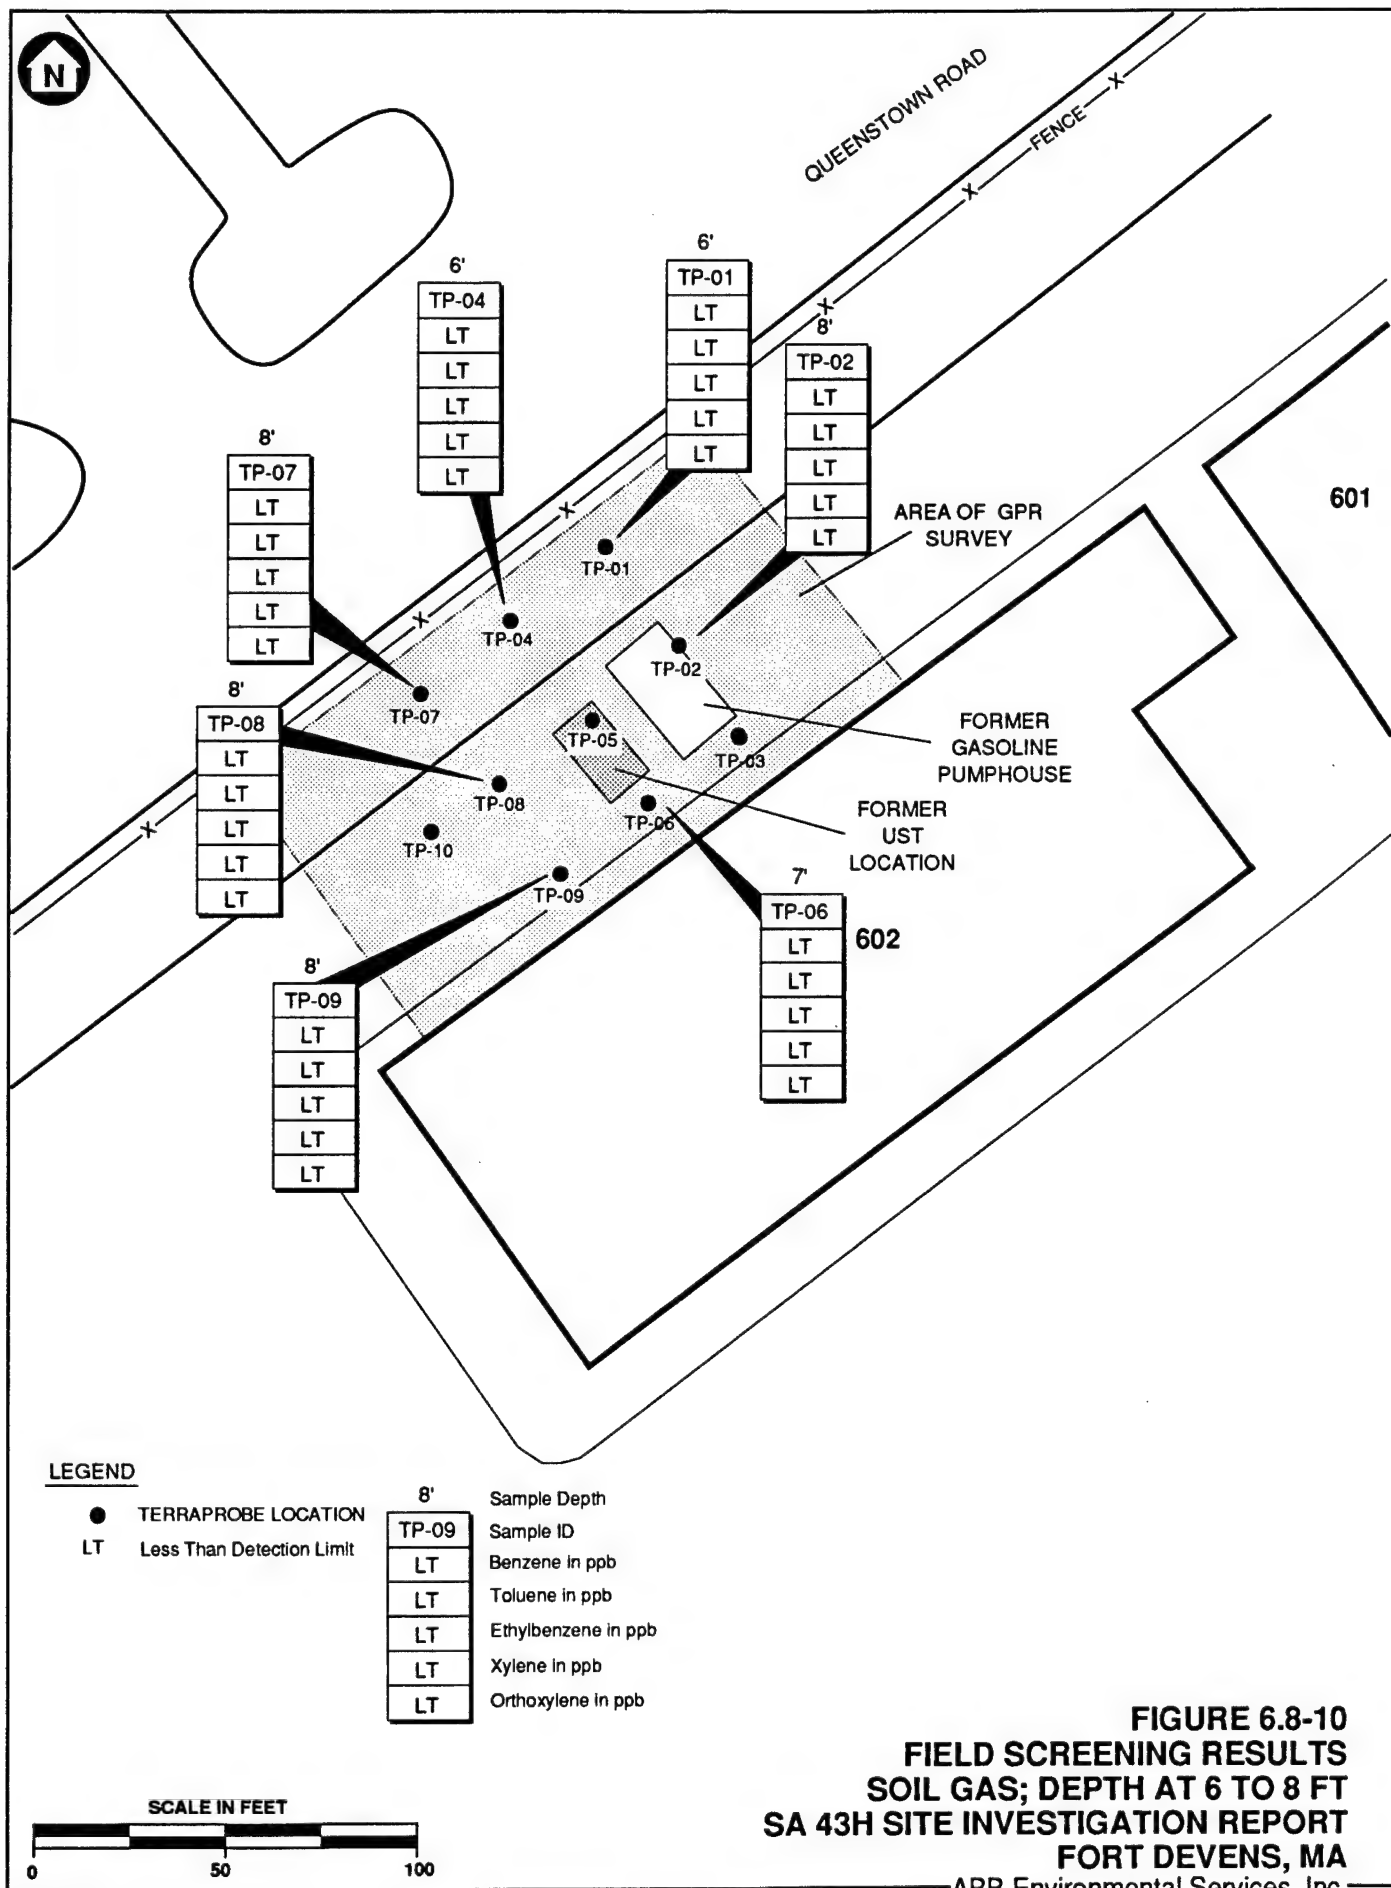 N
QUEENSTOWN ROAD
X
FENCE
X
X
X
6'
TP-01
LT
LT
LT
LT
LT
6'
TP-04
LT
LT
LT
LT
LT
8'
TP-02
LT
LT
LT
LT
LT
8'
TP-07
LT
LT
LT
LT
LT
AREA OF GPR
SURVEY
601
X
TP-01
X
TP-04
TP-02
TP-07
8'
TP-08
LT
LT
LT
LT
LT
TP-05
TP-03
FORMER
GASOLINE
PUMPHOUSE
TP-08
TP-06
X
TP-10
FORMER
UST
LOCATION
TP-09
7'
TP-06
LT
LT
LT
LT
LT
602
8'
TP-09
LT
LT
LT
LT
LT
LEGEND
TERRAPROBE LOCATION
LT Less Than Detection Limit
8' Sample Depth
TP-09 Sample ID
LT Benzene in ppb
LT Toluene in ppb
LT Ethylbenzene in ppb
LT Xylene in ppb
LT Orthoxylene in ppb
SCALE IN FEET
0 50 100
FIGURE 6.8-10
FIELD SCREENING RESULTS
SOIL GAS; DEPTH AT 6 TO 8 FT
SA 43H SITE INVESTIGATION REPORT
FORT DEVENS, MA
ABB Environmental Services, Inc.